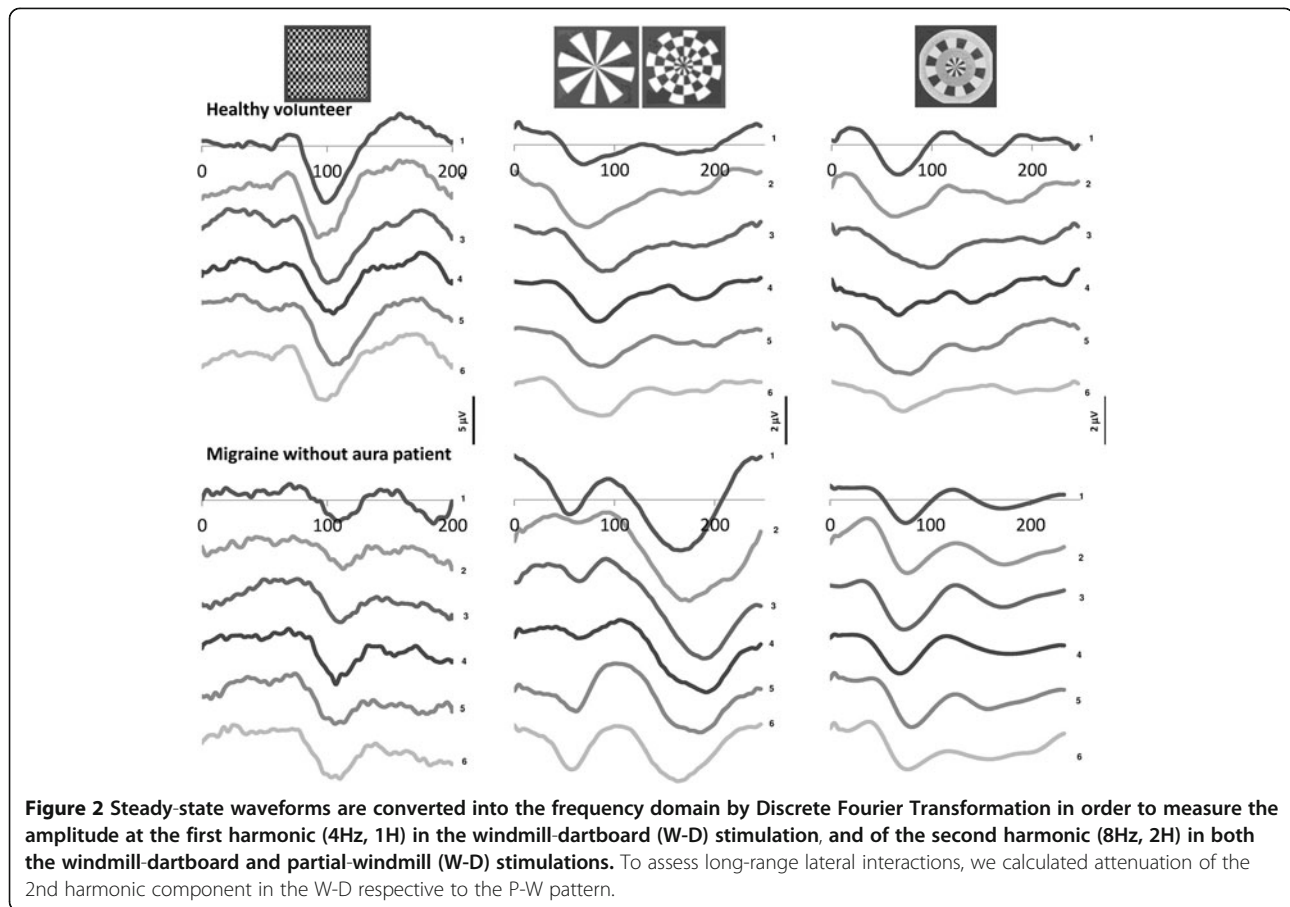 Healthy volunteer
1
0 100 200
2
3
4
5
6
5 µV
1
0 100 200
2
3
4
5
6
2 µV
1
0 100 200
2
3
4
5
6
2 µV
Migraine without aura patient
1
0 100 200
2
3
4
5
6
1
0 100 200
2
3
4
5
6
1
0 100 200
2
3
4
5
6
Figure 2 Steady-state waveforms are converted into the frequency domain by Discrete Fourier Transformation in order to measure the
amplitude at the first harmonic (4Hz, 1H) in the windmill-dartboard (W-D) stimulation, and of the second harmonic (8Hz, 2H) in both
the windmill-dartboard and partial-windmill (W-D) stimulations. To assess long-range lateral interactions, we calculated attenuation of the
2nd harmonic component in the W-D respective to the P-W pattern.